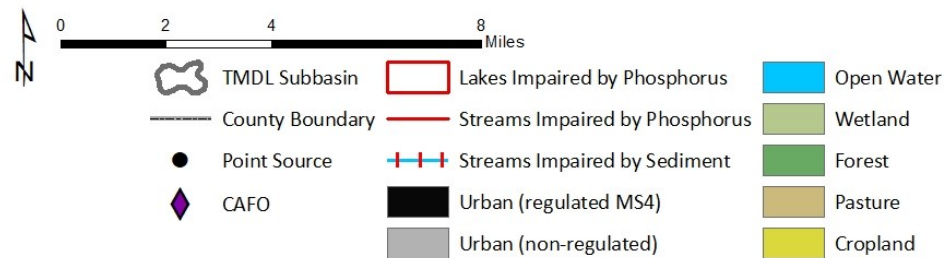 0 2 4 8
Miles
N
TMDL Subbasin
County Boundary
Point Source
CAFO
Lakes Impaired by Phosphorus
Streams Impaired by Phosphorus
Streams Impaired by Sediment
Urban (regulated MS4)
Urban (non-regulated)
Open Water
Wetland
Forest
Pasture
Cropland